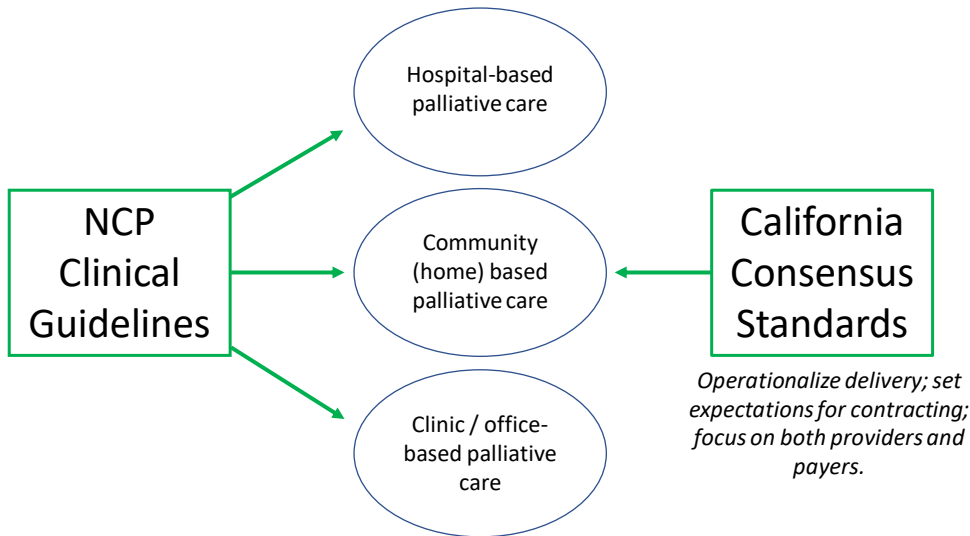 Hospital-based
palliative care
NCP
Clinical
Guidelines
Community
(home) based
palliative care
California
Consensus
Standards
Operationalize delivery; set
expectations for contracting;
focus on both providers and
payers.
Clinic / office-
based palliative
care